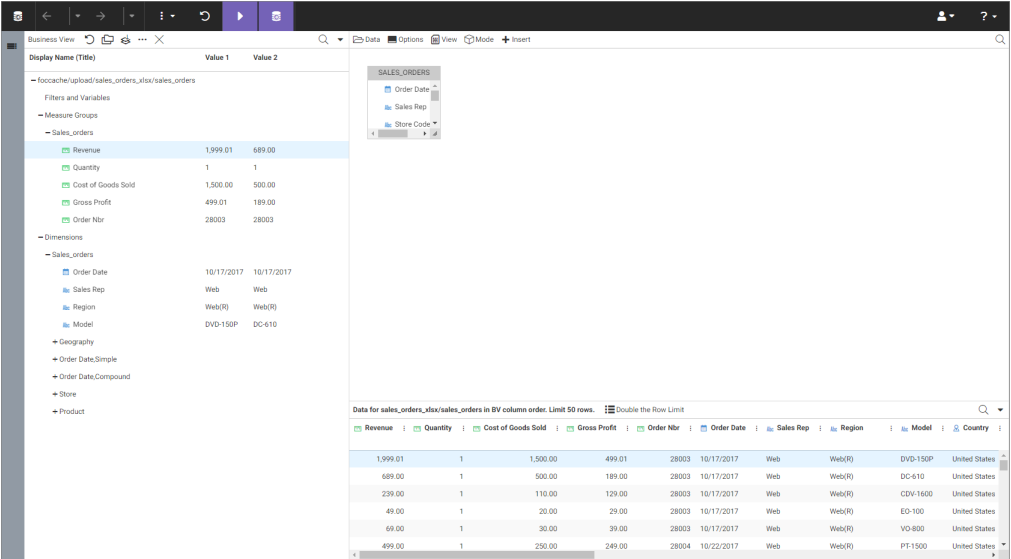 ?
Business View
Data Options View Mode Insert
Display Name (Title) Value 1 Value 2
foccache/upload/sales_orders_xlsx/sales_orders
Filters and Variables
Measure Groups
Sales_orders
Revenue 1,999.01 689.00
Quantity 1 1
Cost of Goods Sold 1,500.00 500.00
Gross Profit 499.01 189.00
Order Nbr 28003 28003
Dimensions
Sales_orders
Order Date 10/17/2017 10/17/2017
Sales Rep Web Web
Region Web(R) Web(R)
Model DVD-150P DC-610
Geography
Order Date,Simple
Order Date,Compound
Store
Product
SALES_ORDERS
Order Date
Sales Rep
Store Code
Data for sales_orders_xlsx/sales_orders in BV column order. Limit 50 rows. Double the Row Limit
Revenue Quantity Cost of Goods Sold Gross Profit Order Nbr Order Date Sales Rep Region Model Country
1,999.01 1 1,500.00 499.01 28003 10/17/2017 Web Web(R) DVD-150P United States
689.00 1 500.00 189.00 28003 10/17/2017 Web Web(R) DC-610 United States
239.00 1 110.00 129.00 28003 10/17/2017 Web Web(R) CDV-1600 United States
49.00 1 20.00 29.00 28003 10/17/2017 Web Web(R) EO-100 United States
69.00 1 30.00 39.00 28003 10/17/2017 Web Web(R) VO-800 United States
499.00 1 250.00 249.00 28004 10/22/2017 Web Web(R) PT-1500 United States